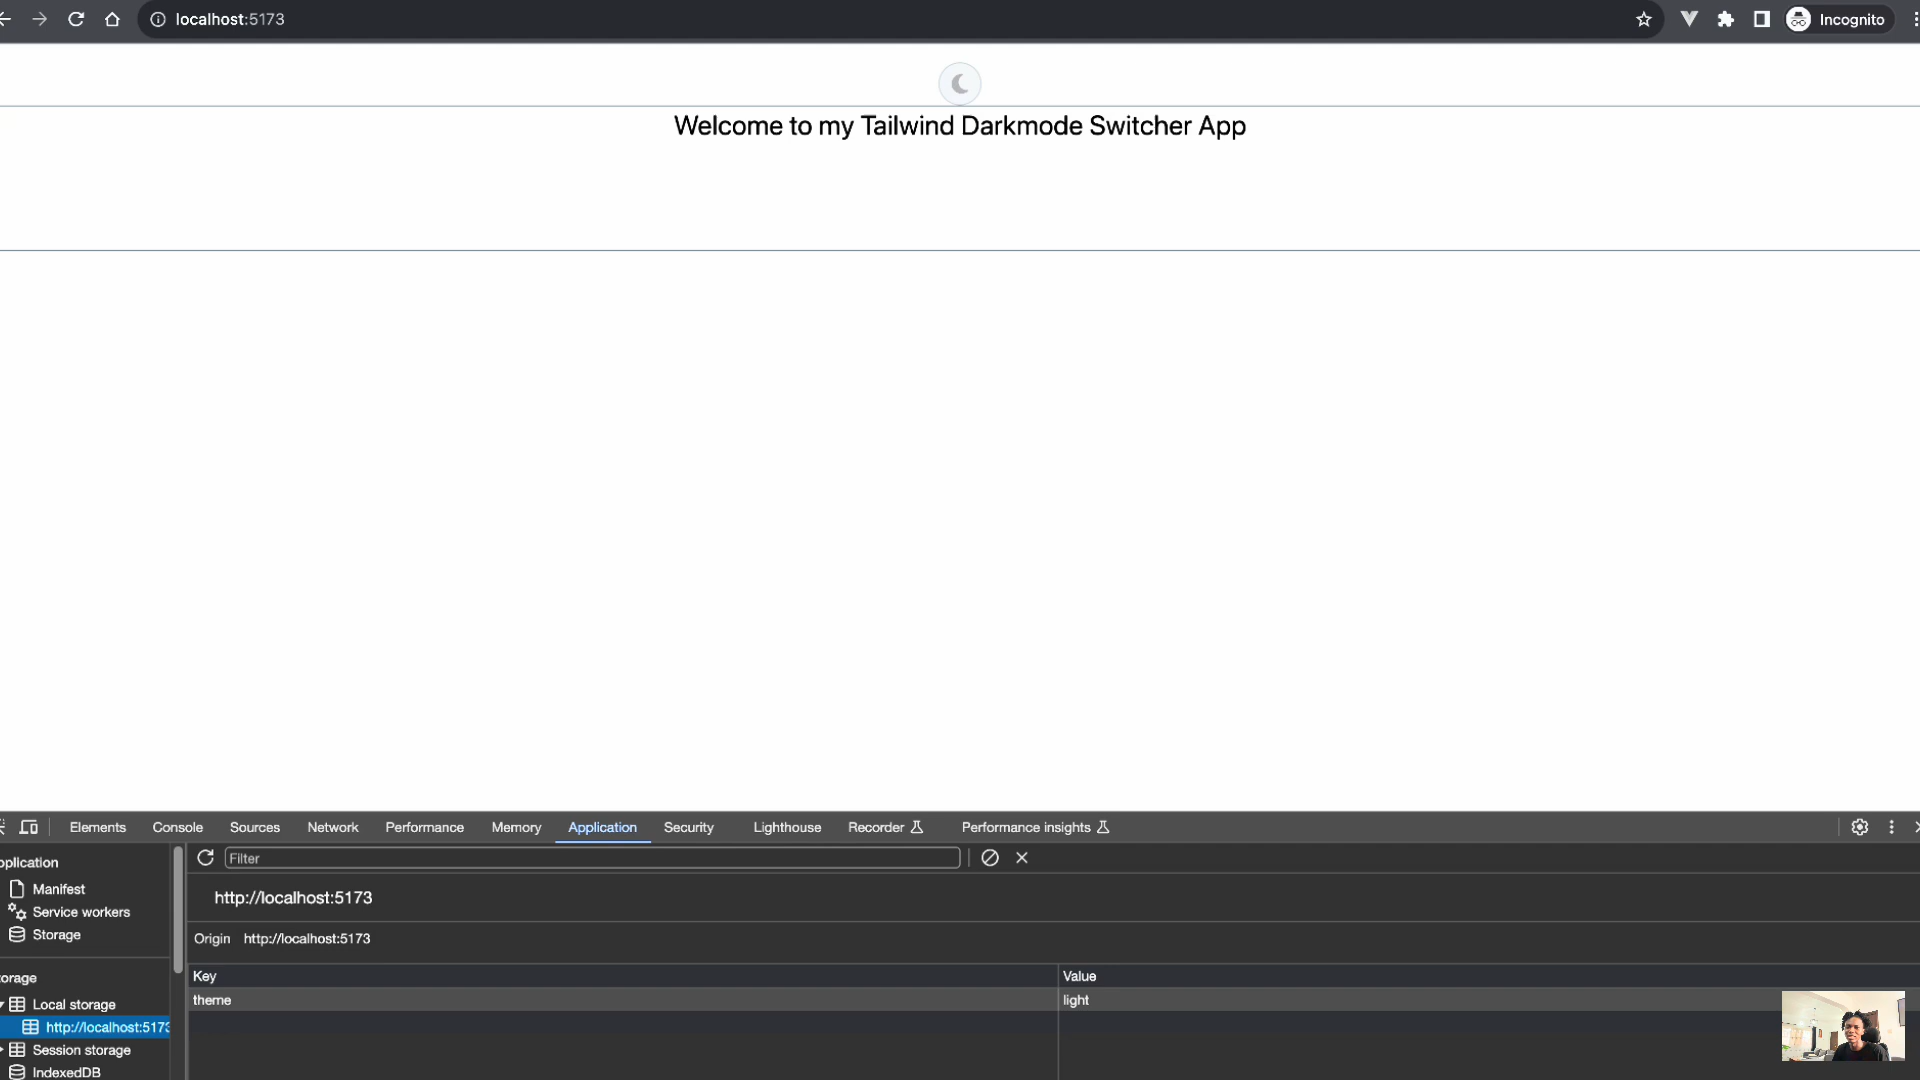 localhost:5173
Incognito
Welcome to my Tailwind Darkmode Switcher App
Elements Console Sources Network Performance Memory Application Security Lighthouse Recorder Performance insights
pplication
Filter
Manifest
http://localhost:5173
Service workers
Storage
Origin http://localhost:5173
orage
Key Value
Local storage
theme light
http://localhost:5173
Session storage
IndexedDB